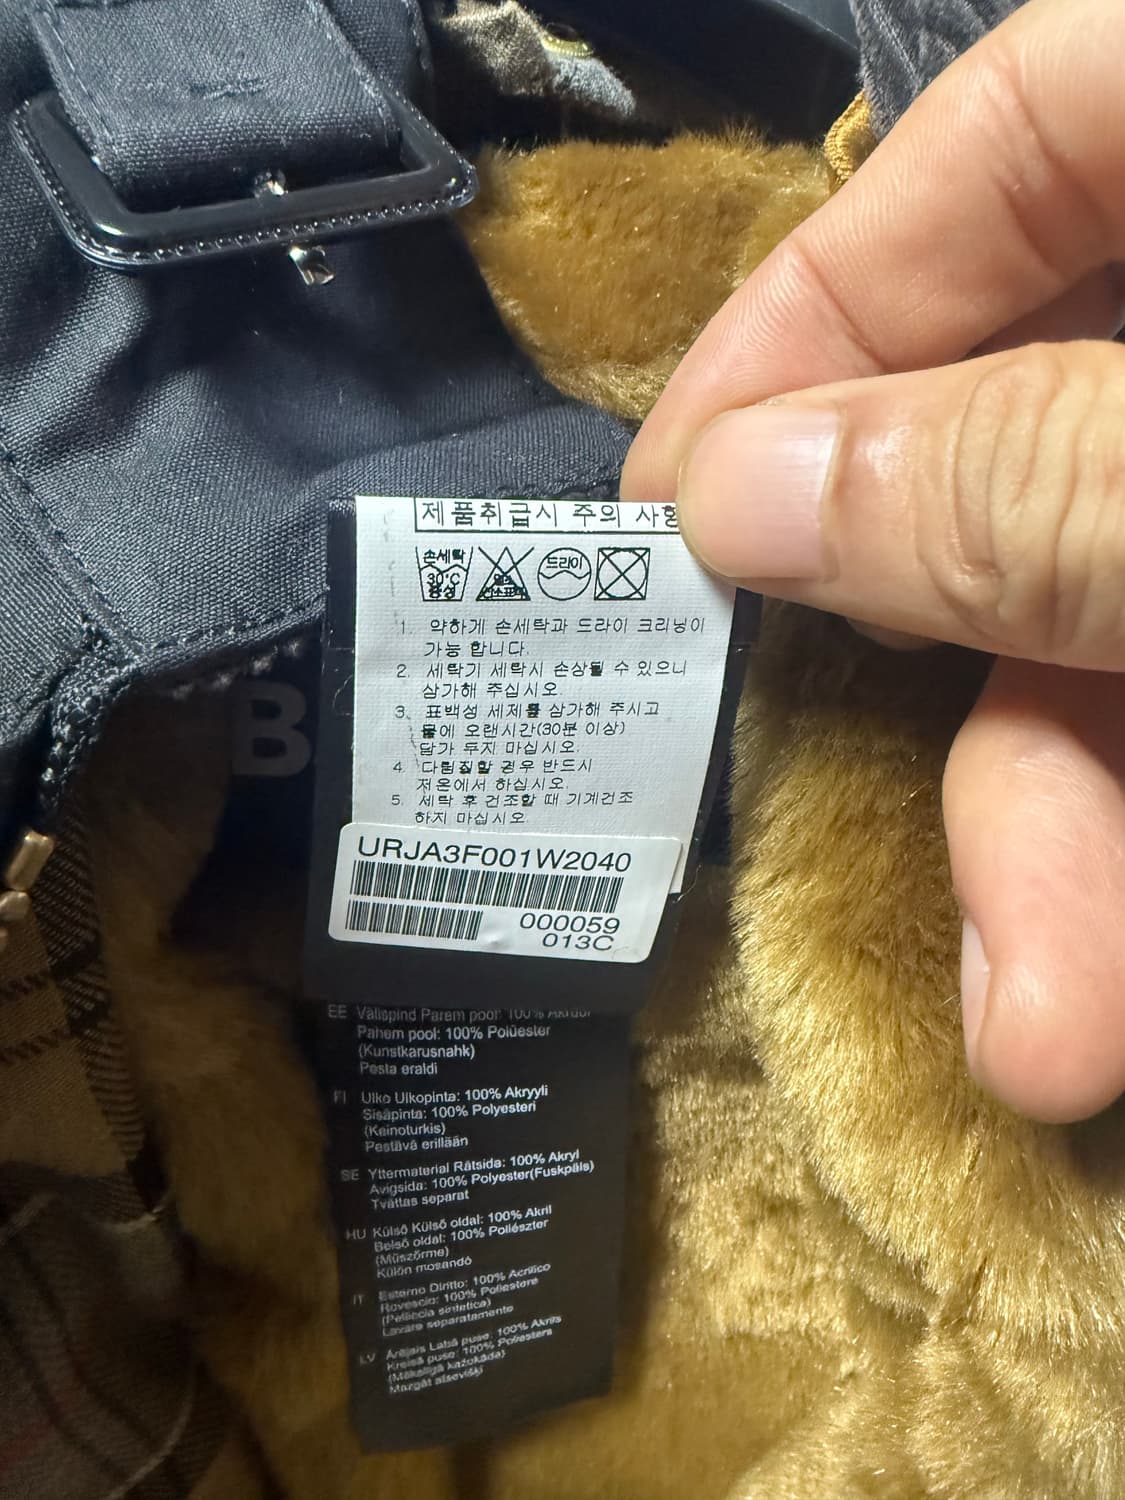 제품취급시 주의 사항
손세탁
30°C
중성
드라이
1. 약하게 손세탁과 드라이 크리닝이
가능 합니다.
2. 세탁기 세탁시 손상될 수 있으니
삼가해 주십시오.
3. 표백성 세제를 삼가해 주시고
물에 오랜시간(30분 이상)
담가 두지 마십시오.
4. 다림질할 경우 반드시
저온에서 하십시오.
5. 세탁 후 건조할 때 기계건조
하지 마십시오.
URJA3F001W2040
000059
013C
B
EE Välispind Parem pool: 100% Akrüül
Pahem pool: 100% Polüester
(Kunstkarusnahk)
Pesta eraldi
FI Ulko Ulkopinta: 100% Akryyli
Sisäpinta: 100% Polyesteri
(Keinoturkis)
Pestävä erillään
SE Yttermaterial Rätsida: 100% Akryl
Avigsida: 100% Polyester(Fuskpäls)
Tvättas separat
HU Külső Külső oldal: 100% Akril
Belső oldal: 100% Poliészter
(Műszőrme)
Külön mosandó
IT Esterno Diritto: 100% Acrilico
Rovescio: 100% Poliestere
(Pelliccia sintetica)
Lavare separatamente
LV Ārējais Labā puse: 100% Akrils
Kreisā puse: 100% Poliesters
(Mākslīgā kažokāda)
Mazgāt atsevišķi